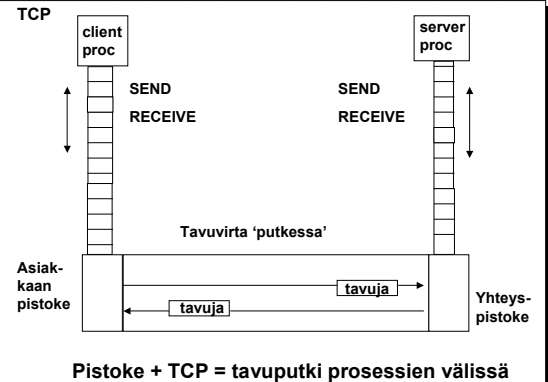 TCP
client
proc
server
proc
SEND
RECEIVE
SEND
RECEIVE
Tavuvirta ‘putkessa’
Asiak-
kaan
pistoke
tavuja
tavuja
Yhteys-
pistoke
Pistoke + TCP = tavuputki prosessien välissä